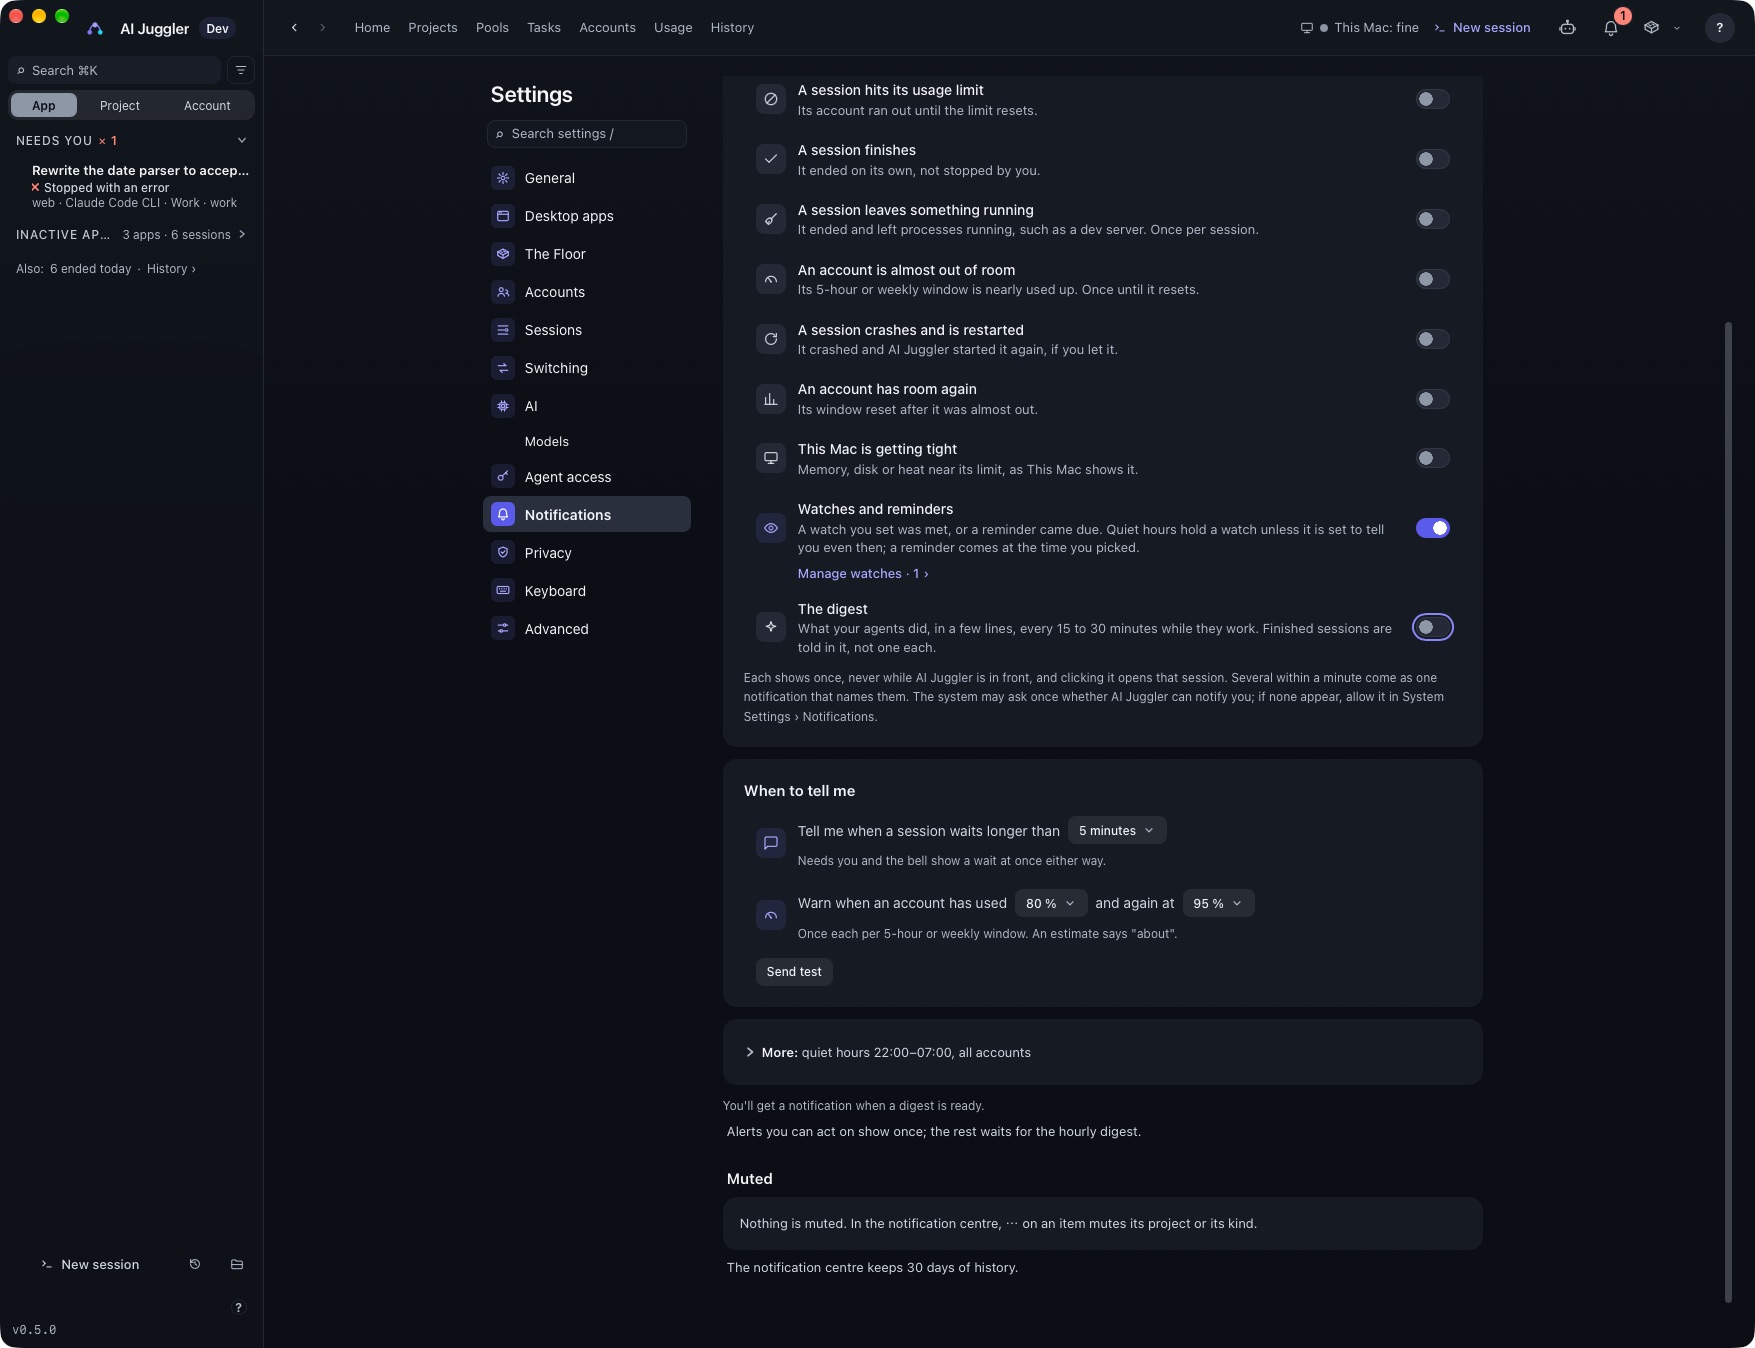 AI Juggler Dev
Search ⌘K
App Project Account
NEEDS YOU × 1
Rewrite the date parser to accep...
× Stopped with an error
web · Claude Code CLI · Work · work
INACTIVE AP... 3 apps · 6 sessions >
Also: 6 ended today · History ›
New session
?
v0.5.0
‹ › Home Projects Pools Tasks Accounts Usage History
This Mac: fine New session 1 ?
Settings
Search settings /
General
Desktop apps
The Floor
Accounts
Sessions
Switching
AI
Models
Agent access
Notifications
Privacy
Keyboard
Advanced
A session hits its usage limit
Its account ran out until the limit resets.
A session finishes
It ended on its own, not stopped by you.
A session leaves something running
It ended and left processes running, such as a dev server. Once per session.
An account is almost out of room
Its 5-hour or weekly window is nearly used up. Once until it resets.
A session crashes and is restarted
It crashed and AI Juggler started it again, if you let it.
An account has room again
Its window reset after it was almost out.
This Mac is getting tight
Memory, disk or heat near its limit, as This Mac shows it.
Watches and reminders
A watch you set was met, or a reminder came due. Quiet hours hold a watch unless it is set to tell
you even then; a reminder comes at the time you picked.
Manage watches · 1 ›
The digest
What your agents did, in a few lines, every 15 to 30 minutes while they work. Finished sessions are
told in it, not one each.
Each shows once, never while AI Juggler is in front, and clicking it opens that session. Several within a minute come as one
notification that names them. The system may ask once whether AI Juggler can notify you; if none appear, allow it in System
Settings › Notifications.
When to tell me
Tell me when a session waits longer than 5 minutes
Needs you and the bell show a wait at once either way.
Warn when an account has used 80 % and again at 95 %
Once each per 5-hour or weekly window. An estimate says "about".
Send test
More: quiet hours 22:00–07:00, all accounts
You'll get a notification when a digest is ready.
Alerts you can act on show once; the rest waits for the hourly digest.
Muted
Nothing is muted. In the notification centre, ··· on an item mutes its project or its kind.
The notification centre keeps 30 days of history.